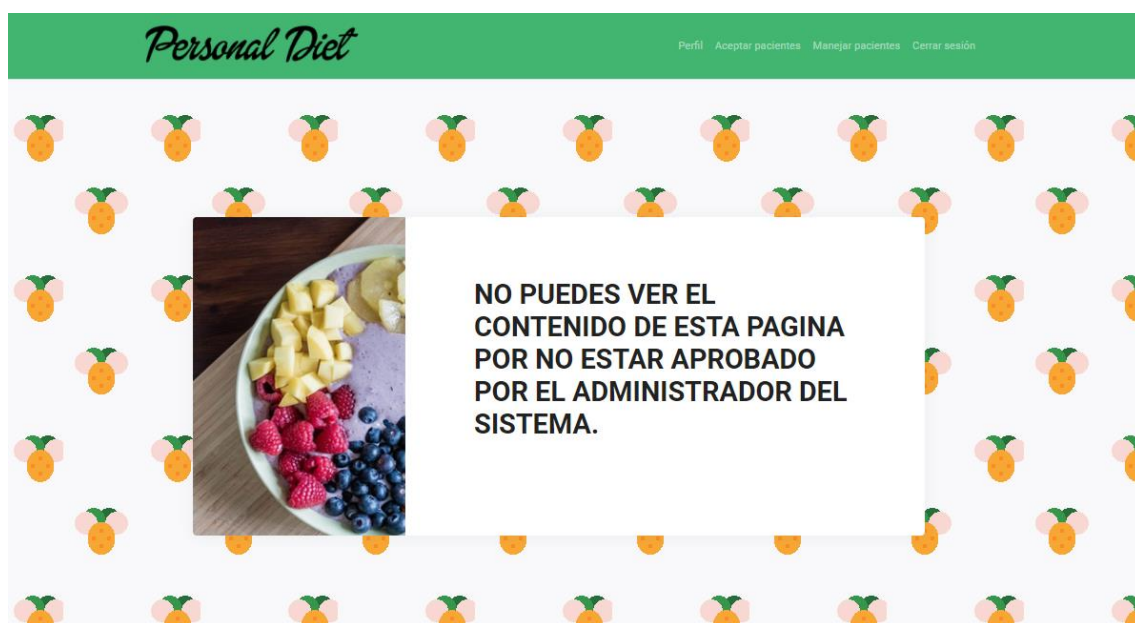 Personal Diet
Perfil Aceptar pacientes Manejar pacientes Cerrar sesión
NO PUEDES VER EL
CONTENIDO DE ESTA PAGINA
POR NO ESTAR APROBADO
POR EL ADMINISTRADOR DEL
SISTEMA.